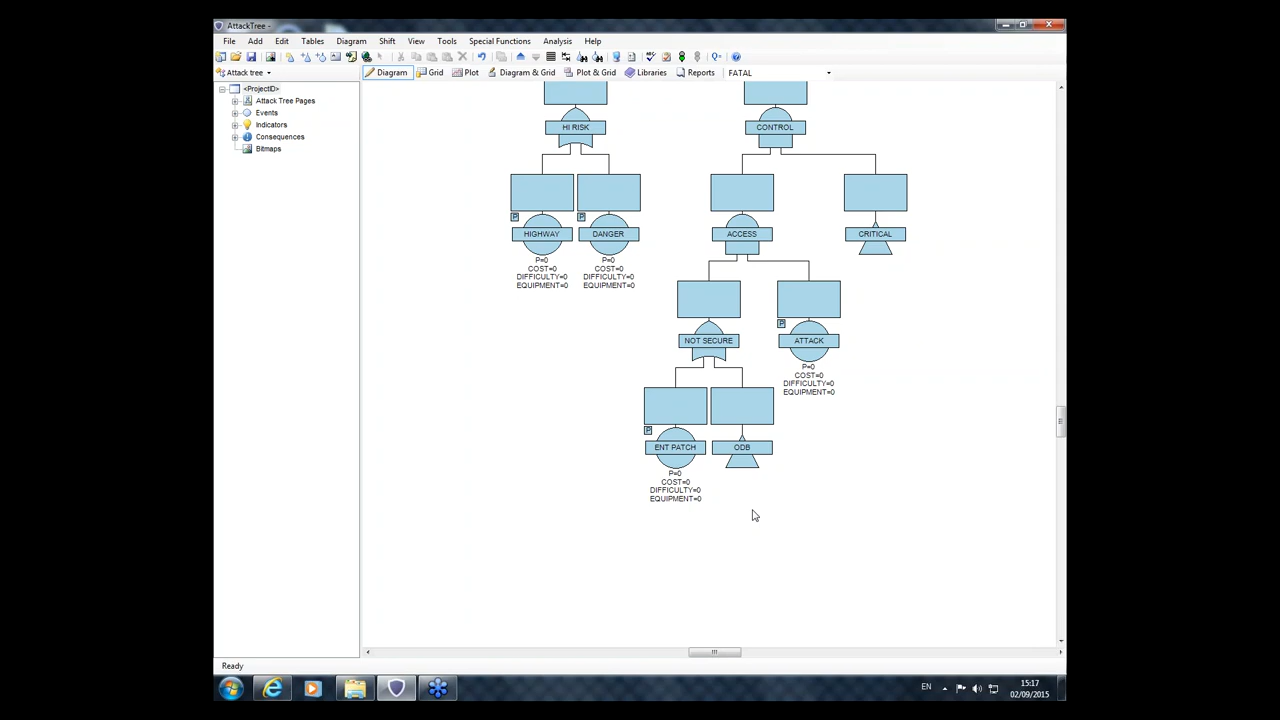 AttackTree -
File Add Edit Tables Diagram Shift View Tools Special Functions Analysis Help
Attack tree Diagram Grid Plot Diagram & Grid Plot & Grid Libraries Reports FATAL
<ProjectID>
Attack Tree Pages
Events
Indicators
Consequences
Bitmaps
HI RISK CONTROL
P P
HIGHWAY DANGER ACCESS CRITICAL
P=0 P=0
COST=0 COST=0
DIFFICULTY=0 DIFFICULTY=0
EQUIPMENT=0 EQUIPMENT=0
P
NOT SECURE ATTACK
P=0
COST=0
DIFFICULTY=0
EQUIPMENT=0
P
ENT PATCH ODB
P=0
COST=0
DIFFICULTY=0
EQUIPMENT=0
Ready
EN 15:17
02/09/2015